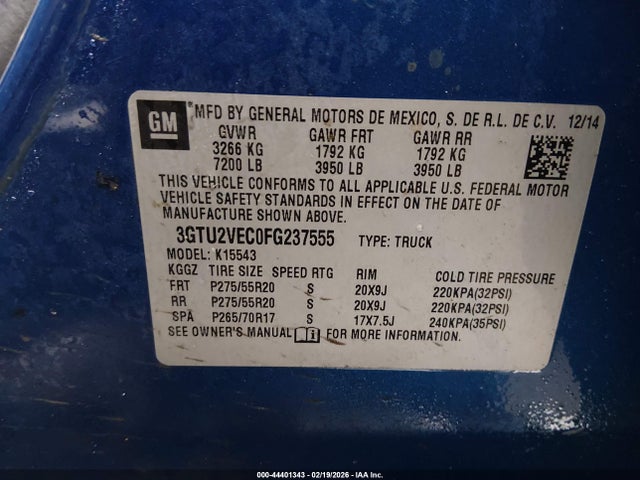 GM
MFD BY GENERAL MOTORS DE MEXICO, S. DE R.L. DE C.V. 12/14
GVWR GAWR FRT GAWR RR
3266 KG 1792 KG 1792 KG
7200 LB 3950 LB 3950 LB
THIS VEHICLE CONFORMS TO ALL APPLICABLE U.S. FEDERAL MOTOR
VEHICLE SAFETY STANDARDS IN EFFECT ON THE DATE OF
MANUFACTURE SHOWN ABOVE.
3GTU2VEC0FG237555 TYPE: TRUCK
MODEL: K15543
KGGZ TIRE SIZE SPEED RTG RIM COLD TIRE PRESSURE
FRT P275/55R20 S 20X9J 220KPA(32PSI)
RR P275/55R20 S 20X9J 220KPA(32PSI)
SPA P265/70R17 S 17X7.5J 240KPA(35PSI)
SEE OWNER'S MANUAL FOR MORE INFORMATION.
000-44401343 - 02/19/2026 - IAA Inc.